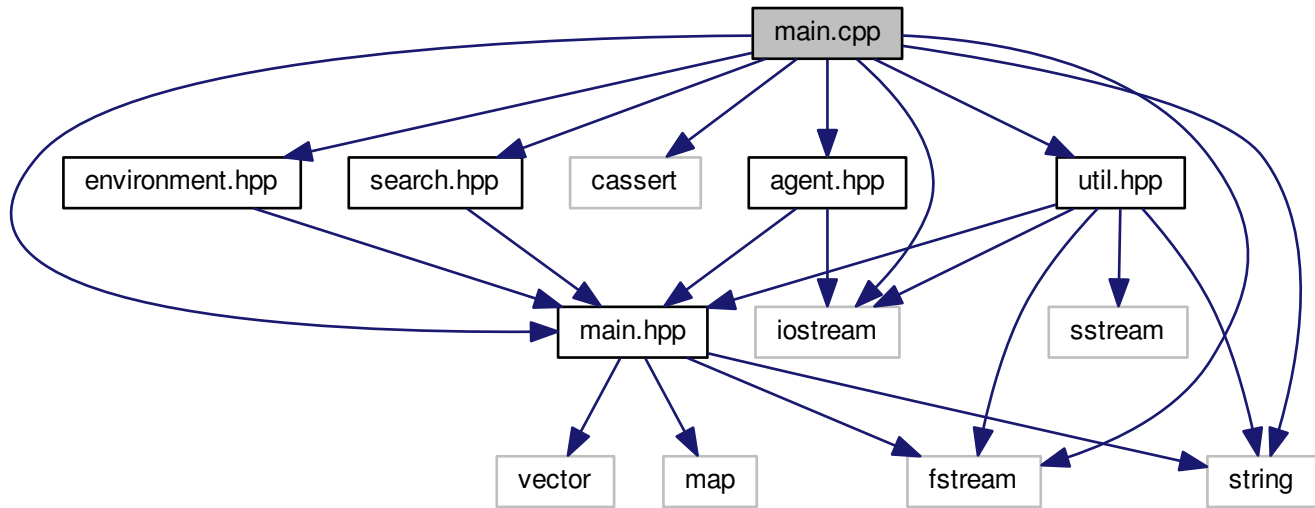 main.cpp
environment.hpp
search.hpp
cassert
agent.hpp
util.hpp
main.hpp
iostream
sstream
vector
map
fstream
string